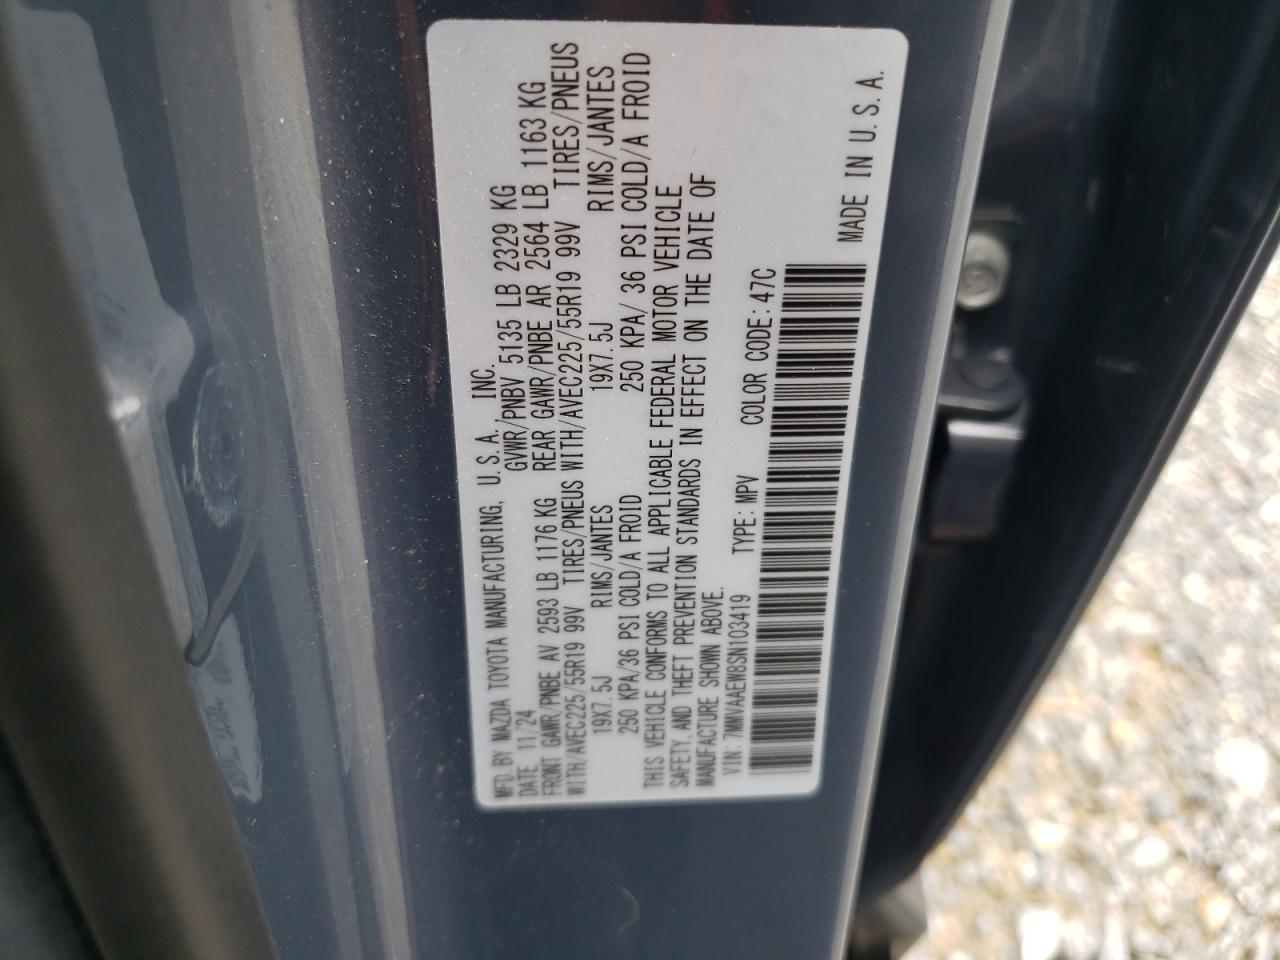 MFD. BY MAZDA TOYOTA MANUFACTURING, U.S.A., INC.
DATE 11/24 GVWR/PNBV 5135 LB 2329 KG
FRONT GAWR/PNBE AV 2593 LB 1176 KG REAR GAWR/PNBE AR 2564 LB 1163 KG
WITH/AVEC225/55R19 99V TIRES/PNEUS WITH/AVEC225/55R19 99V TIRES/PNEUS
19X7.5J RIMS/JANTES 19X7.5J RIMS/JANTES
250 KPA/36 PSI COLD/A FROID 250 KPA/ 36 PSI COLD/A FROID
THIS VEHICLE CONFORMS TO ALL APPLICABLE FEDERAL MOTOR VEHICLE
SAFETY, AND THEFT PREVENTION STANDARDS IN EFFECT ON THE DATE OF
MANUFACTURE SHOWN ABOVE.
VIN: 7MMVAAEW8SN103419 TYPE: MPV COLOR CODE: 47C
MADE IN U.S.A.